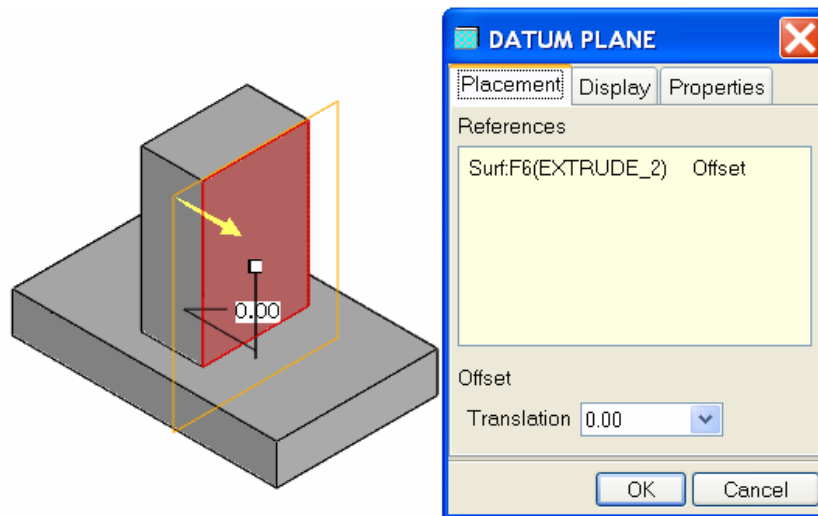 DATUM PLANE
Placement Display Properties
References
Surf:F6(EXTRUDE_2) Offset
0.00
Offset
Translation 0.00
OK Cancel